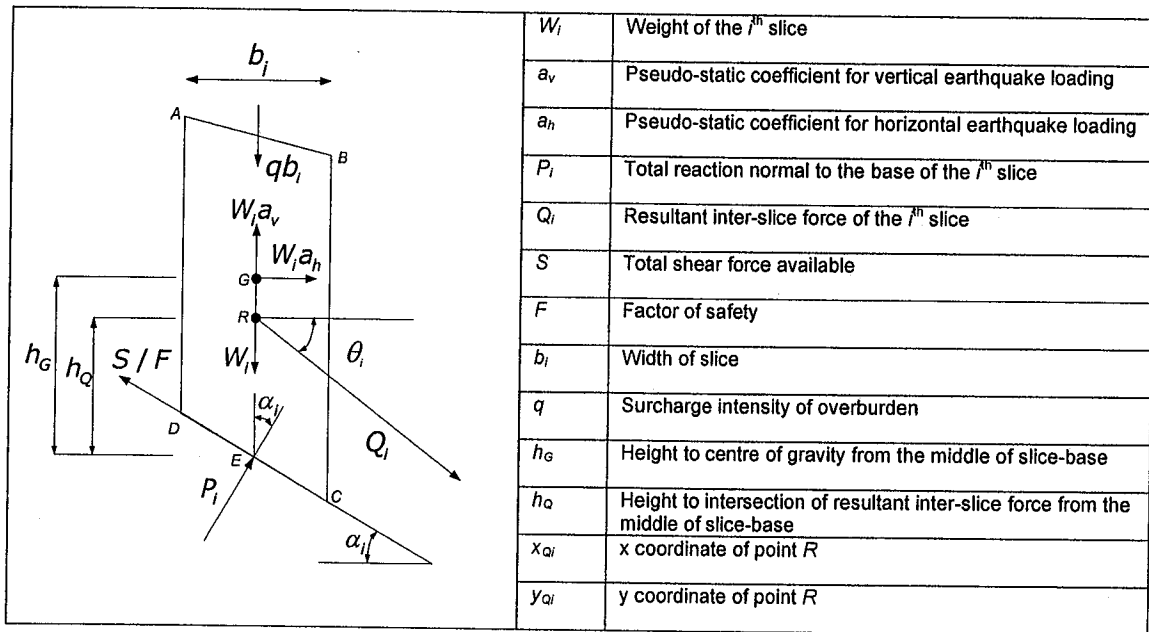 b_i
A
B
qb_i
W_i a_v
W_i a_h
G
R
h_G
h_Q
S / F
W_i
θ_i
α_i
D
E
Q_i
P_i
C
α_i
W_i Weight of the i^th slice
a_v Pseudo-static coefficient for vertical earthquake loading
a_h Pseudo-static coefficient for horizontal earthquake loading
P_i Total reaction normal to the base of the i^th slice
Q_i Resultant inter-slice force of the i^th slice
S Total shear force available
F Factor of safety
b_i Width of slice
q Surcharge intensity of overburden
h_G Height to centre of gravity from the middle of slice-base
h_Q Height to intersection of resultant inter-slice force from the
middle of slice-base
x_Qi x coordinate of point R
y_Qi y coordinate of point R